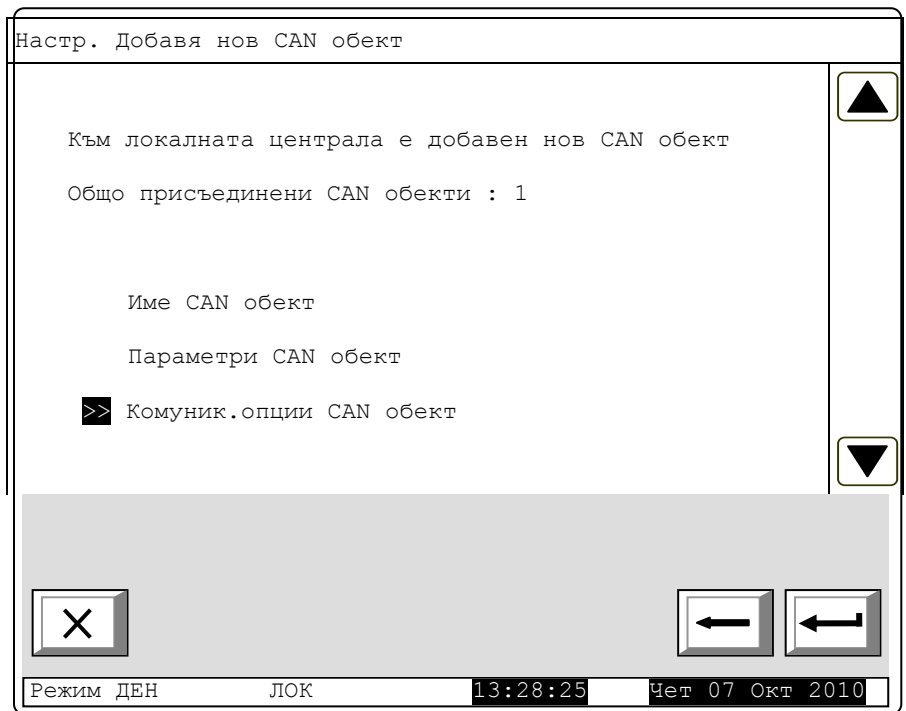 Настр. Добавя нов CAN обект
Към локалната централа е добавен нов CAN обект
Общо присъединени CAN обекти : 1
Име CAN обект
Параметри CAN обект
>> Комуник.опции CAN обект
Режим ДЕН ЛОК 13:28:25 Чет 07 Окт 2010